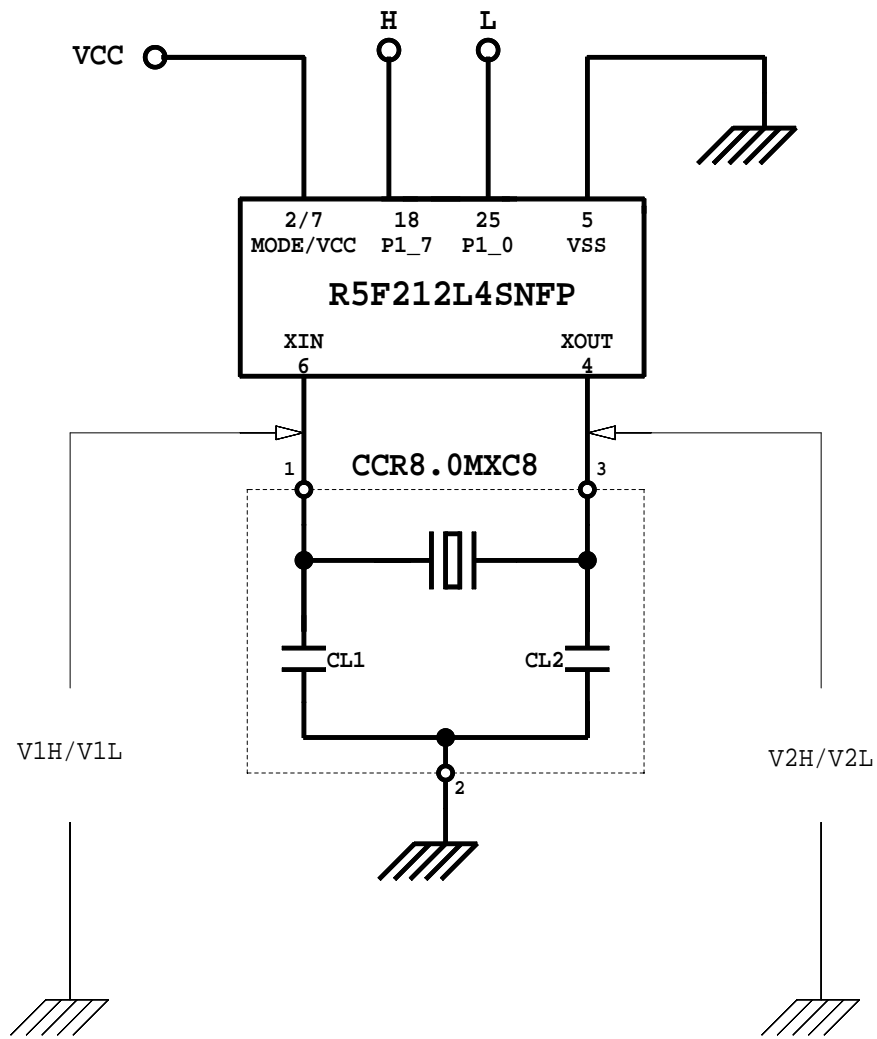 H L
VCC
2/7 18 25 5
MODE/VCC P1_7 P1_0 VSS
R5F212L4SNFP
XIN XOUT
6 4
1 CCR8.0MXC8 3
CL1 CL2
V1H/V1L V2H/V2L
2